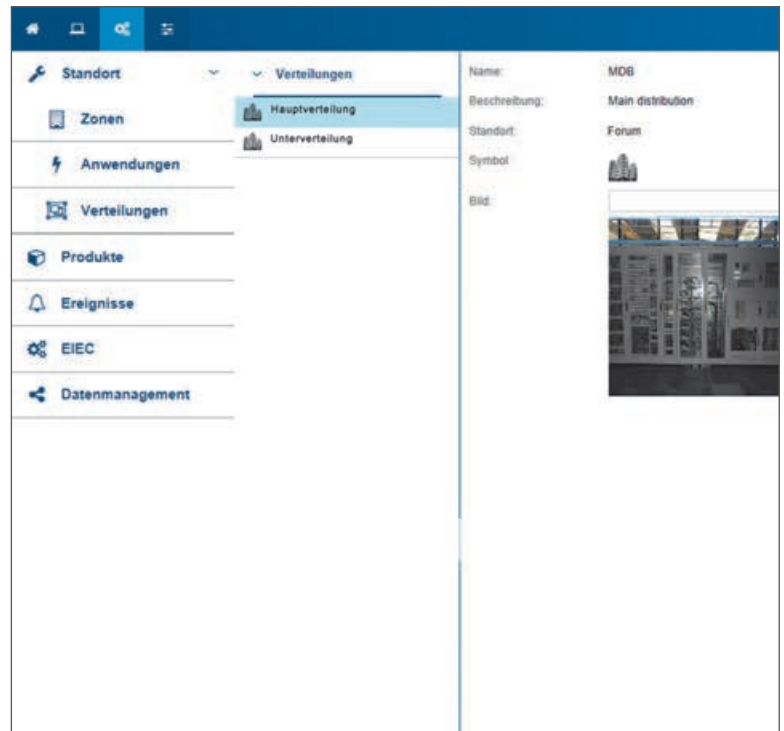 Standort
Zonen
Anwendungen
Verteilungen
Produkte
Ereignisse
EIEC
Datenmanagement
Verteilungen
Hauptverteilung
Unterverteilung
Name: MDB
Beschreibung: Main distribution
Standort: Forum
Symbol
Bild: